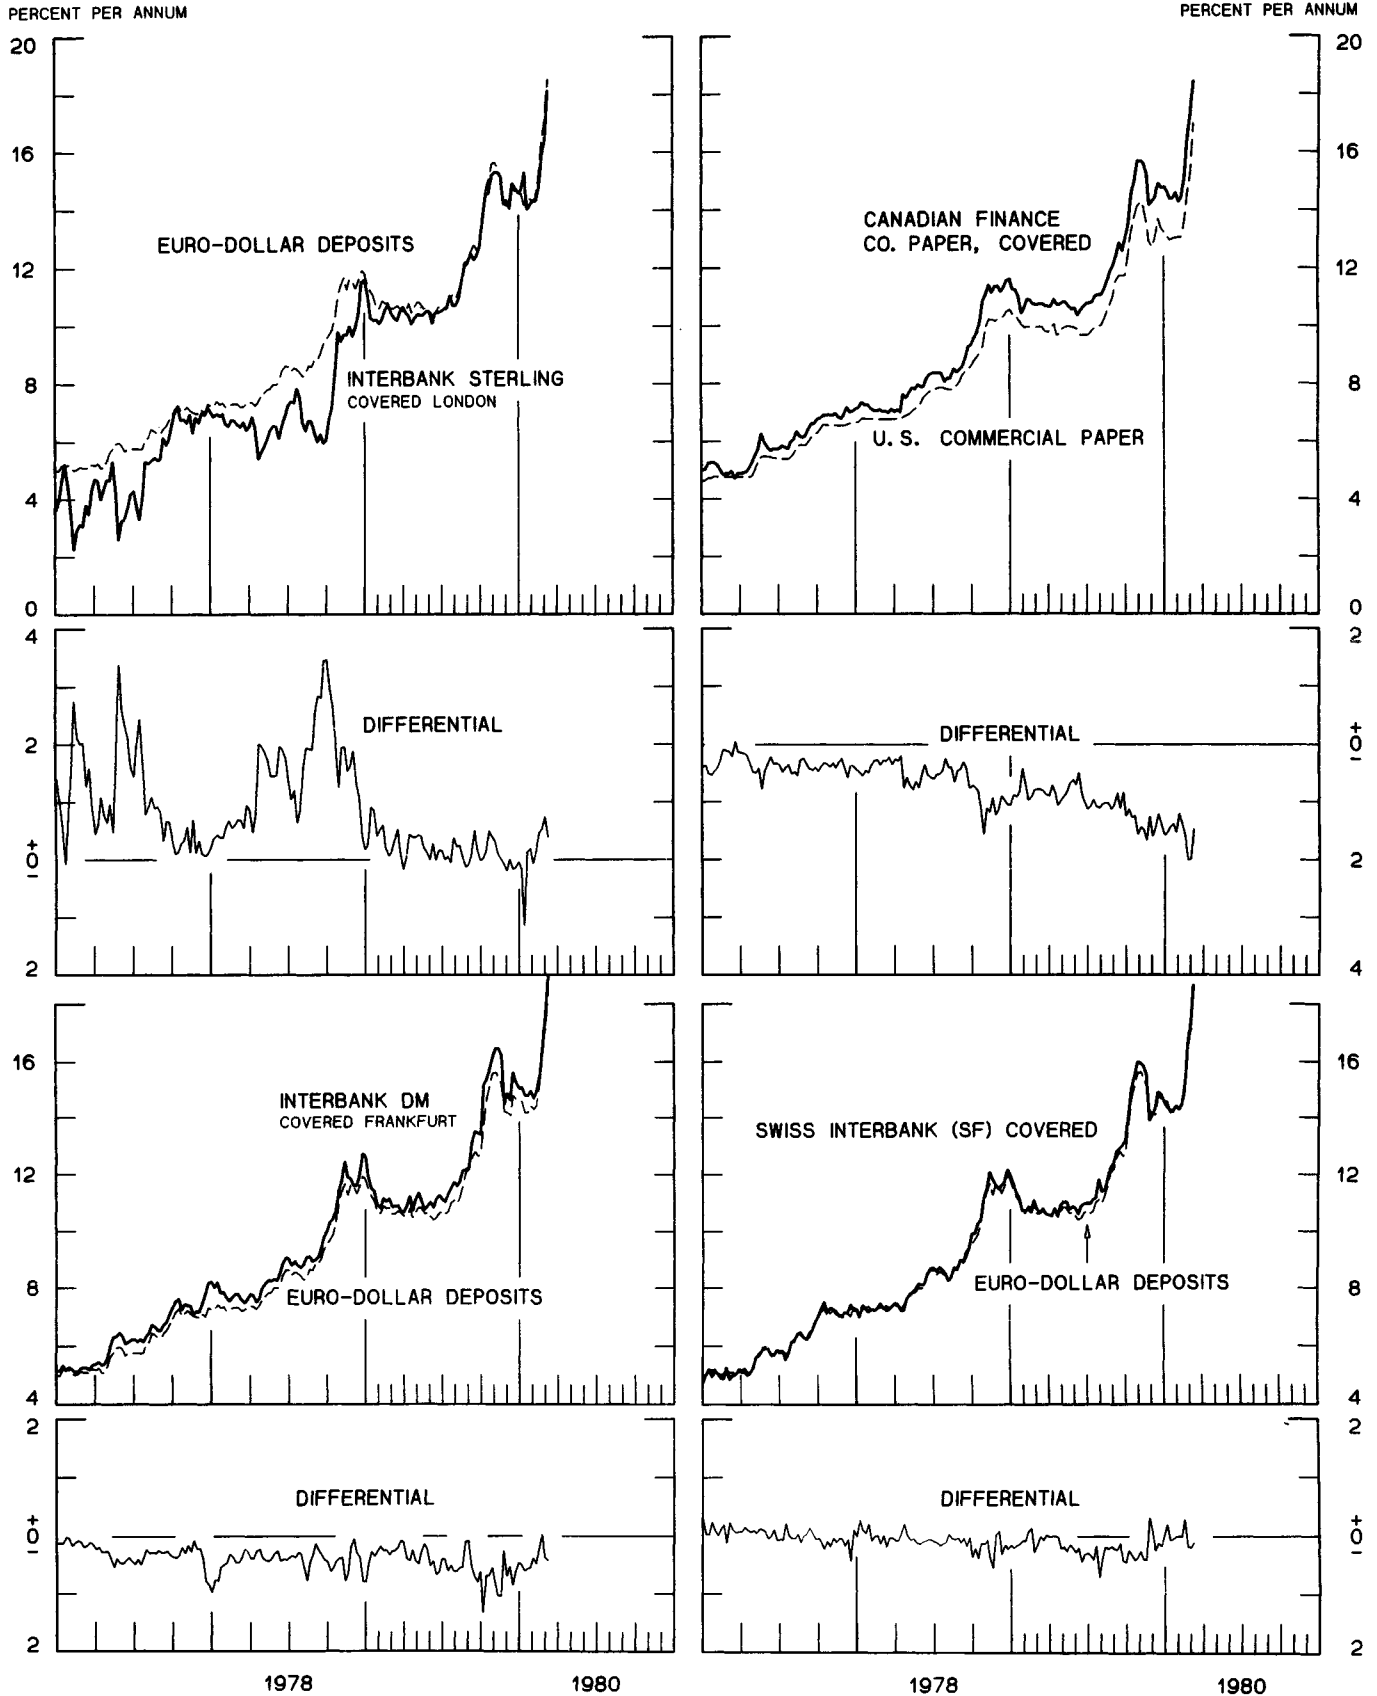 PERCENT PER ANNUM
PERCENT PER ANNUM
20
16
12
8
4
0
EURO-DOLLAR DEPOSITS
INTERBANK STERLING
COVERED LONDON
20
16
12
8
4
0
CANADIAN FINANCE
CO. PAPER, COVERED
U.S. COMMERCIAL PAPER
4
2
+
0
−
2
DIFFERENTIAL
2
+
0
−
2
4
DIFFERENTIAL
16
12
8
4
INTERBANK DM
COVERED FRANKFURT
EURO-DOLLAR DEPOSITS
16
12
8
4
SWISS INTERBANK (SF) COVERED
EURO-DOLLAR DEPOSITS
2
+
0
−
2
DIFFERENTIAL
2
+
0
−
2
DIFFERENTIAL
1978
1980
1978
1980